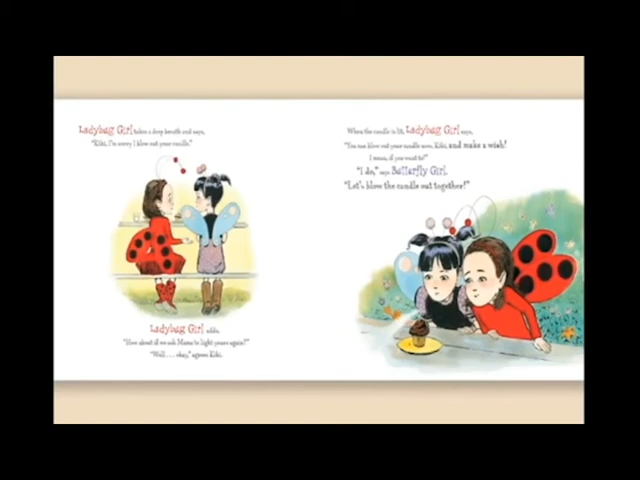 Ladybug Girl takes a deep breath and says,
"Kiki, I'm sorry I blew out your candle."
Ladybug Girl adds,
"How about if we ask Mama to light yours again?"
"Well . . . okay," agrees Kiki.
When the candle is lit, Ladybug Girl says,
"You can blow out your candle now, Kiki, and make a wish!
I mean, if you want to!"
"I do," says Butterfly Girl.
"Let's blow the candle out together!"